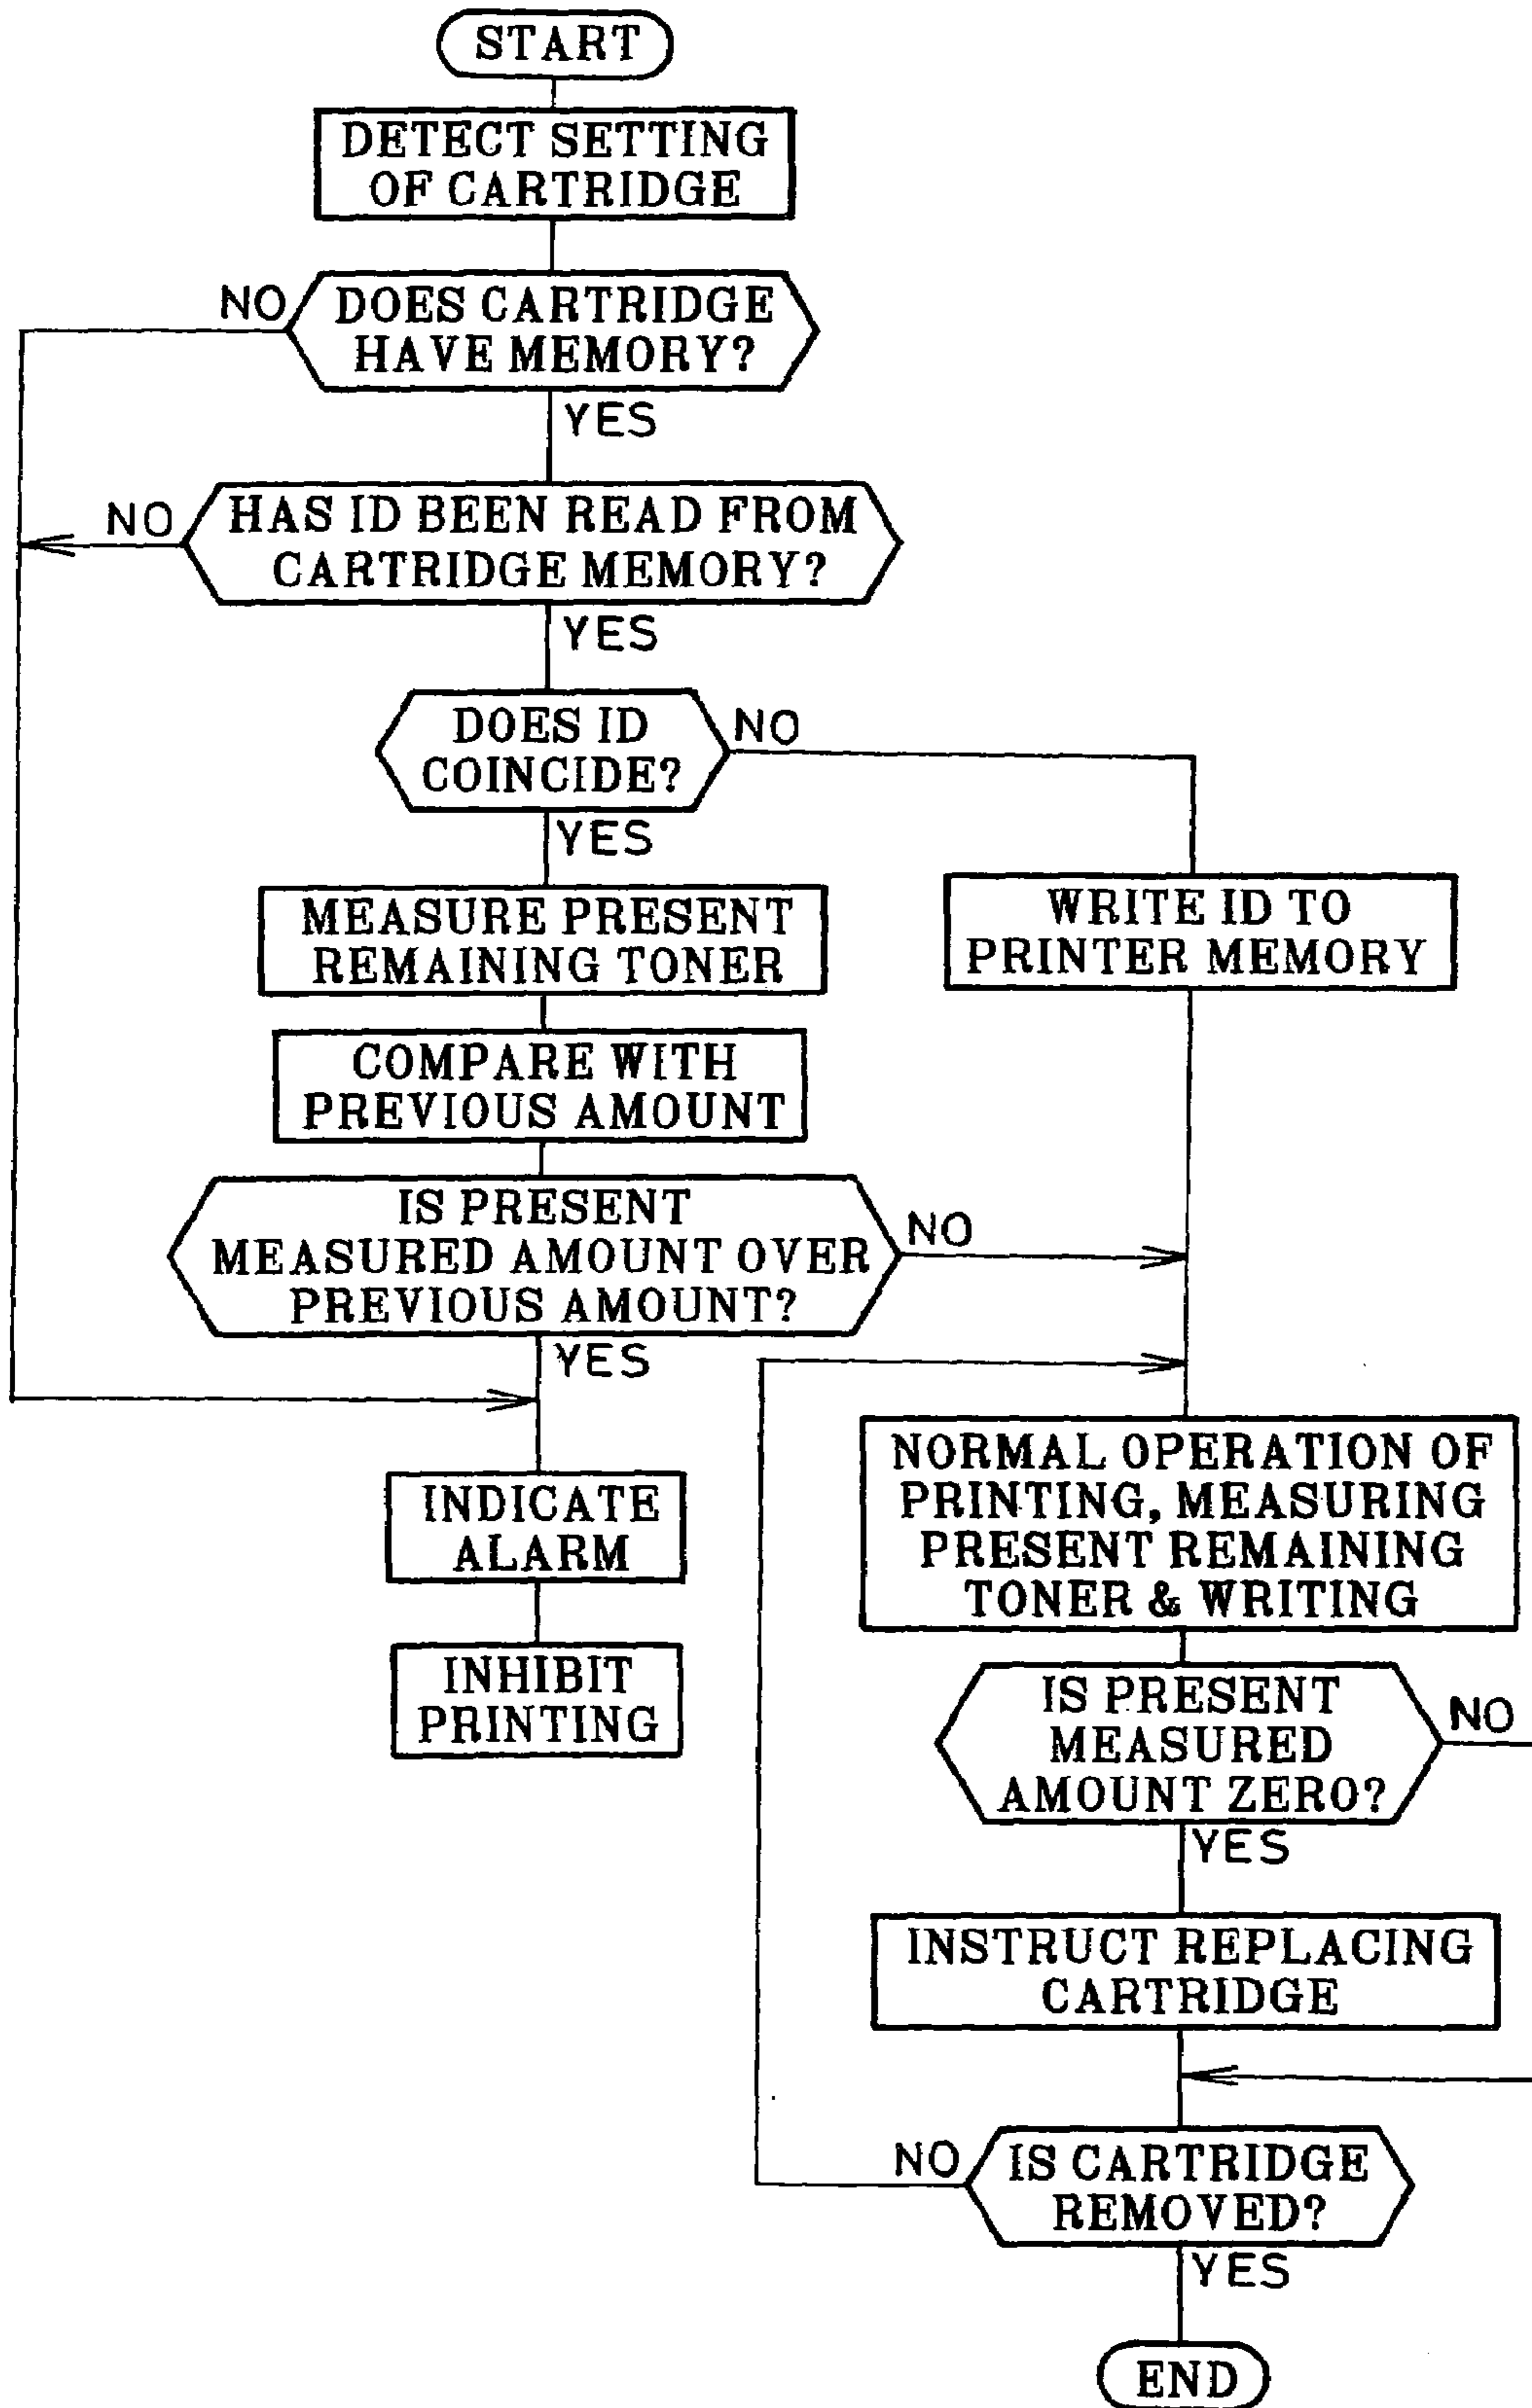 START
DETECT SETTING
OF CARTRIDGE
NO
DOES CARTRIDGE
HAVE MEMORY?
YES
NO
HAS ID BEEN READ FROM
CARTRIDGE MEMORY?
YES
DOES ID
COINCIDE?
NO
YES
MEASURE PRESENT
REMAINING TONER
WRITE ID TO
PRINTER MEMORY
COMPARE WITH
PREVIOUS AMOUNT
IS PRESENT
MEASURED AMOUNT OVER
PREVIOUS AMOUNT?
NO
YES
INDICATE
ALARM
INHIBIT
PRINTING
NORMAL OPERATION OF
PRINTING, MEASURING
PRESENT REMAINING
TONER & WRITING
IS PRESENT
MEASURED
AMOUNT ZERO?
NO
YES
INSTRUCT REPLACING
CARTRIDGE
NO
IS CARTRIDGE
REMOVED?
YES
END